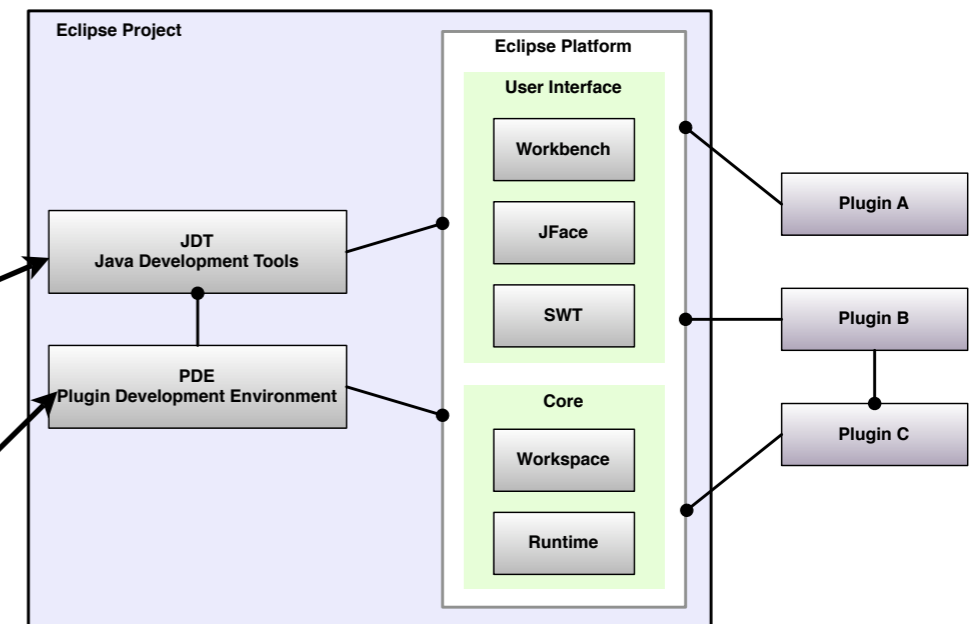 Eclipse Project
Eclipse Platform
User Interface
Workbench
JFace
SWT
Core
Workspace
Runtime
JDT
Java Development Tools
PDE
Plugin Development Environment
Plugin A
Plugin B
Plugin C